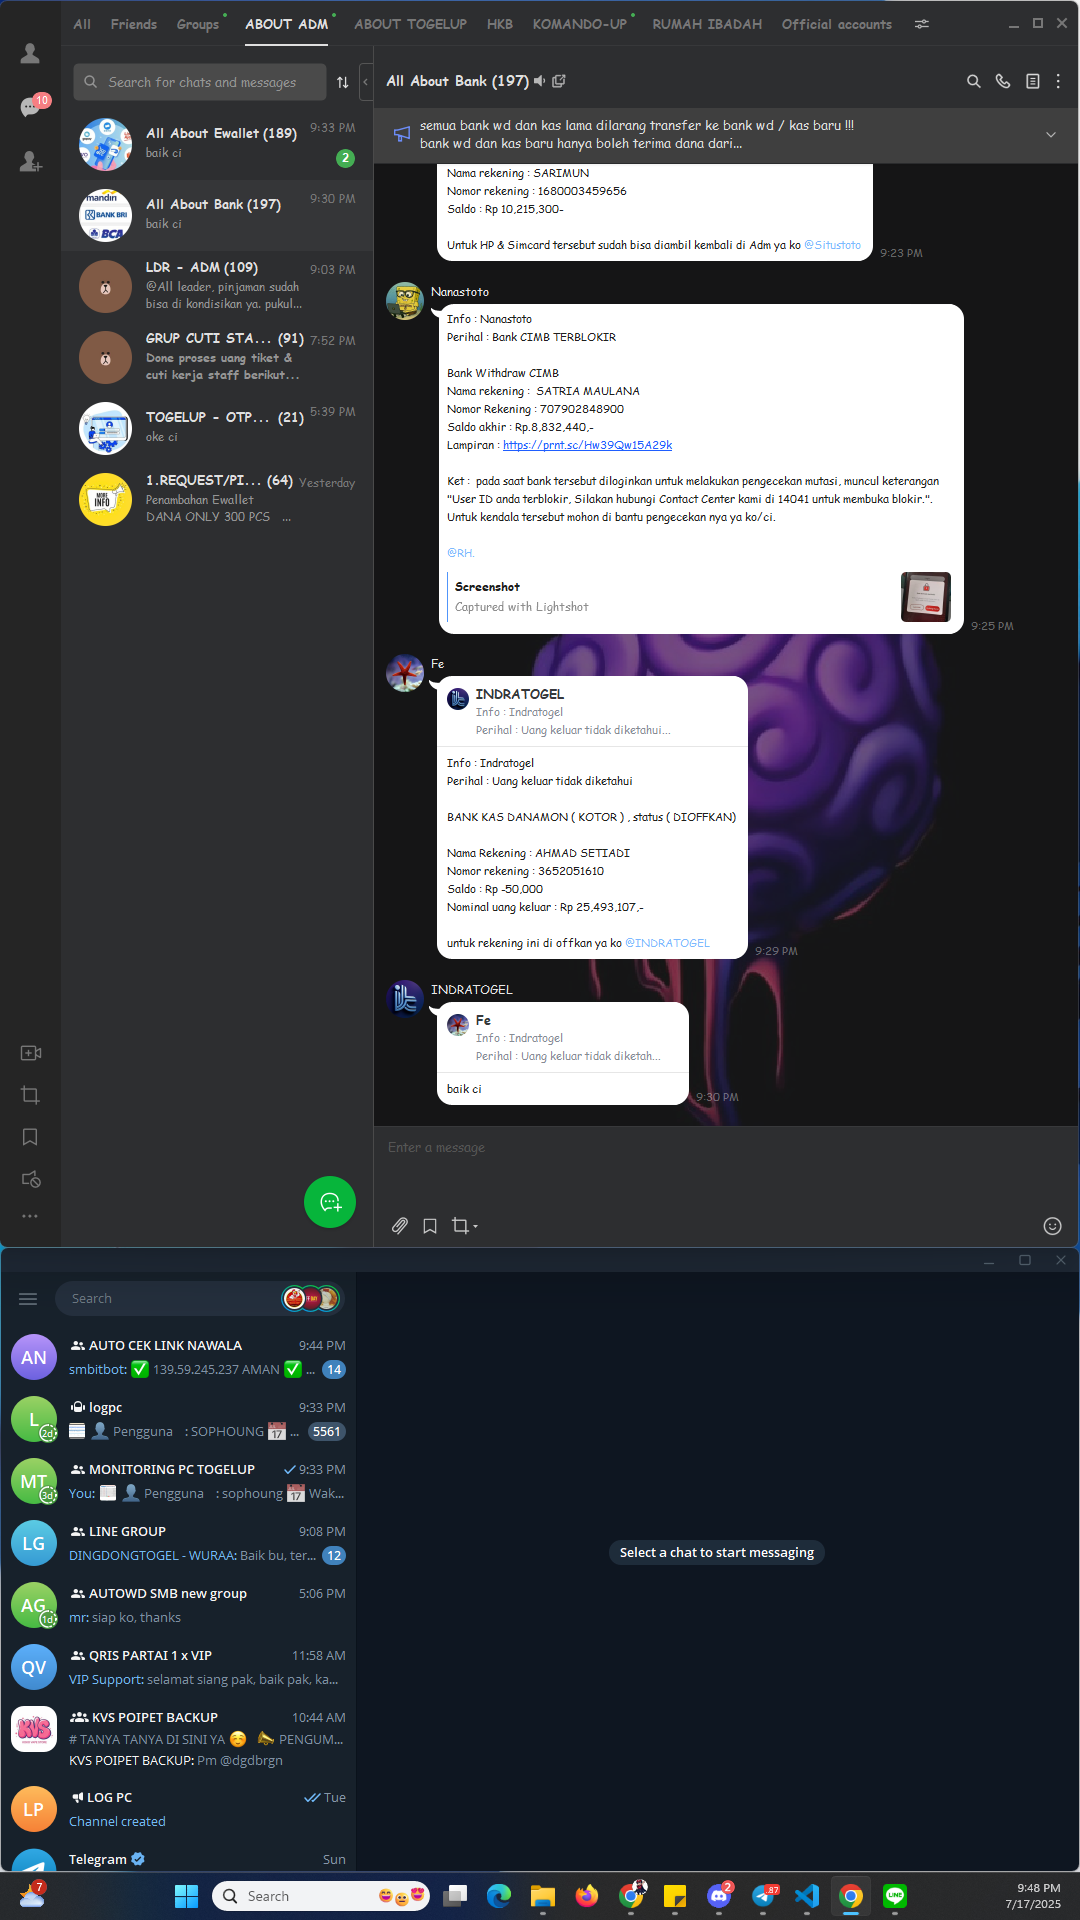 All Friends Groups ABOUT ADM ABOUT TOGELUP HKB KOMANDO-UP RUMAH IBADAH Official accounts
Search for chats and messages
10
All About Ewallet (189) 9:33 PM
baik ci 2
mandiri
BANK BRI
BCA
All About Bank (197) 9:30 PM
baik ci
LDR - ADM (109) 9:03 PM
@All leader, pinjaman sudah
bisa di kondisikan ya. pukul...
GRUP CUTI STA... (91) 7:52 PM
Done proses uang tiket &
cuti kerja staff berikut...
TOGELUP - OTP... (21) 5:39 PM
oke ci
MORE INFO
1.REQUEST/PI... (64) Yesterday
Penambahan Ewallet
DANA ONLY 300 PCS ...
All About Bank (197)
semua bank wd dan kas lama dilarang transfer ke bank wd / kas baru !!!
bank wd dan kas baru hanya boleh terima dana dari...
Nama rekening : SARIMUN
Nomor rekening : 1680003459656
Saldo : Rp 10,215,300-
Untuk HP & Simcard tersebut sudah bisa diambil kembali di Adm ya ko @Situstoto
9:23 PM
Nanastoto
Info : Nanastoto
Perihal : Bank CIMB TERBLOKIR
Bank Withdraw CIMB
Nama rekening : SATRIA MAULANA
Nomor Rekening : 707902848900
Saldo akhir : Rp.8,832,440,-
Lampiran : https://prnt.sc/Hw39Qw15A29k
Ket : pada saat bank tersebut diloginkan untuk melakukan pengecekan mutasi, muncul keterangan
"User ID anda terblokir, Silakan hubungi Contact Center kami di 14041 untuk membuka blokir.".
Untuk kendala tersebut mohon di bantu pengecekan nya ya ko/ci.
@RH.
Screenshot
Captured with Lightshot
9:25 PM
Fe
INDRATOGEL
Info : Indratogel
Perihal : Uang keluar tidak diketahui...
Info : Indratogel
Perihal : Uang keluar tidak diketahui
BANK KAS DANAMON ( KOTOR ) , status ( DIOFFKAN)
Nama Rekening : AHMAD SETIADI
Nomor rekening : 3652051610
Saldo : Rp -50,000
Nominal uang keluar : Rp 25,493,107,-
untuk rekening ini di offkan ya ko @INDRATOGEL
9:29 PM
INDRATOGEL
Fe
Info : Indratogel
Perihal : Uang keluar tidak diketah...
baik ci
9:30 PM
Enter a message
Search
AN AUTO CEK LINK NAWALA 9:44 PM
smbitbot: ✅ 139.59.245.237 AMAN ✅ ... 14
L 2d logpc 9:33 PM
Pengguna : SOPHOUNG 📅 ... 5561
MT 3d MONITORING PC TOGELUP 9:33 PM
You: Pengguna : sophoung 📅 Wak...
LG LINE GROUP 9:08 PM
DINGDONGTOGEL - WURAA: Baik bu, ter... 12
AG 1d AUTOWD SMB new group 5:06 PM
mr: siap ko, thanks
QV QRIS PARTAI 1 x VIP 11:58 AM
VIP Support: selamat siang pak, baik pak, ka...
KVS KVS POIPET BACKUP 10:44 AM
# TANYA TANYA DI SINI YA ☺️ PENGUM...
KVS POIPET BACKUP: Pm @dgdbrgn
LP LOG PC Tue
Channel created
Telegram Sun
Select a chat to start messaging
7
Search
2
87
LINE
9:48 PM
7/17/2025